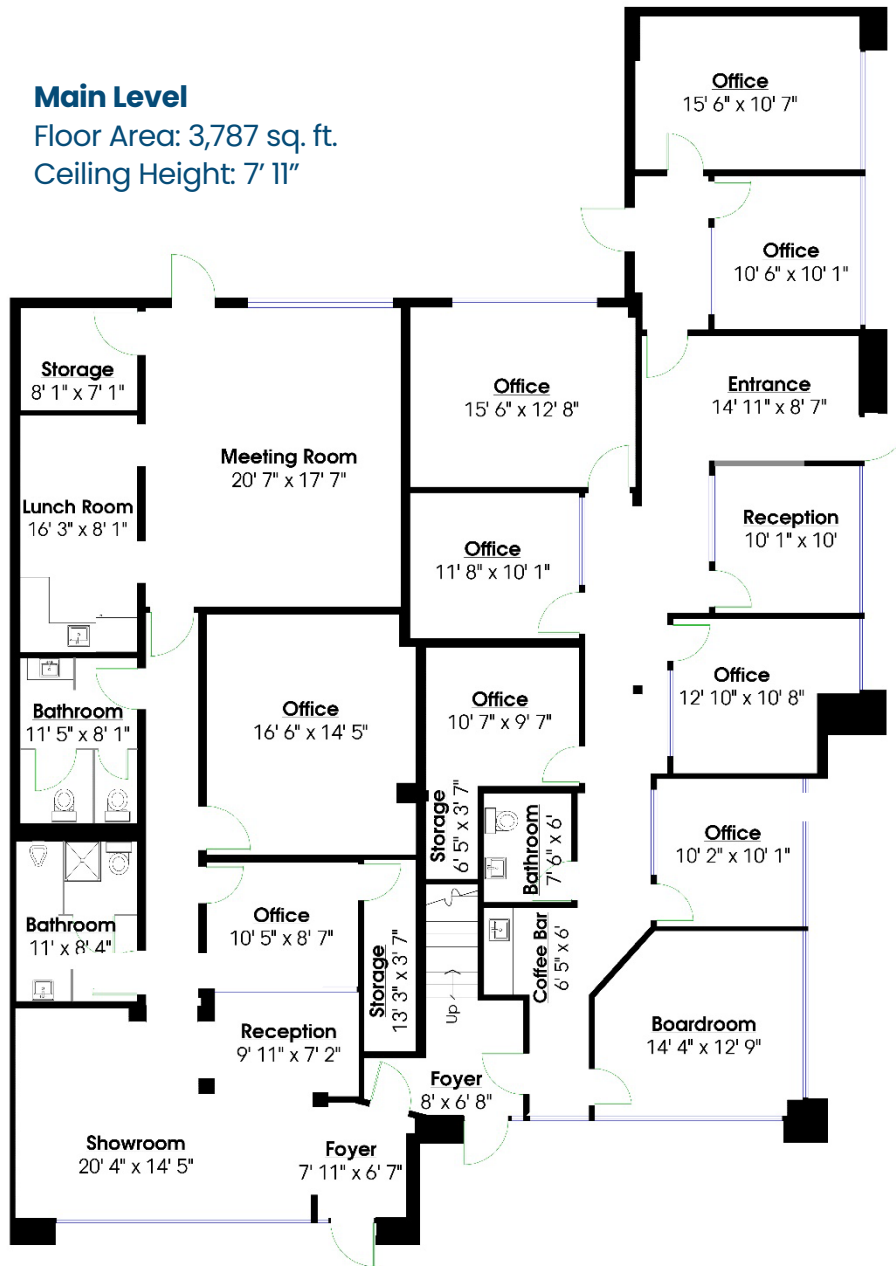 Main Level
Floor Area: 3,787 sq. ft.
Ceiling Height: 7’ 11”
Office
15' 6" x 10' 7"
Office
10' 6" x 10' 1"
Storage
8' 1" x 7' 1"
Office
15' 6" x 12' 8"
Entrance
14' 11" x 8' 7"
Meeting Room
20' 7" x 17' 7"
Lunch Room
16' 3" x 8' 1"
Office
11' 8" x 10' 1"
Reception
10' 1" x 10'
Bathroom
11' 5" x 8' 1"
Office
16' 6" x 14' 5"
Office
10' 7" x 9' 7"
Office
12' 10" x 10' 8"
Storage
6' 5" x 3' 7"
Bathroom
7' 6" x 6'
Office
10' 2" x 10' 1"
Bathroom
11' x 8' 4"
Office
10' 5" x 8' 7"
Storage
13' 3" x 3' 7"
Up
Coffee Bar
6' 5" x 6'
Reception
9' 11" x 7' 2"
Boardroom
14' 4" x 12' 9"
Foyer
8' x 6' 8"
Showroom
20' 4" x 14' 5"
Foyer
7' 11" x 6' 7"